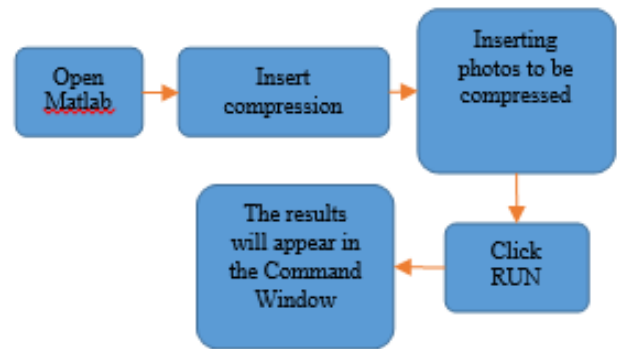 Open
Matlab
Insert
compression
Inserting
photos to be
compressed
Click
RUN
The results
will appear in
the Command
Window